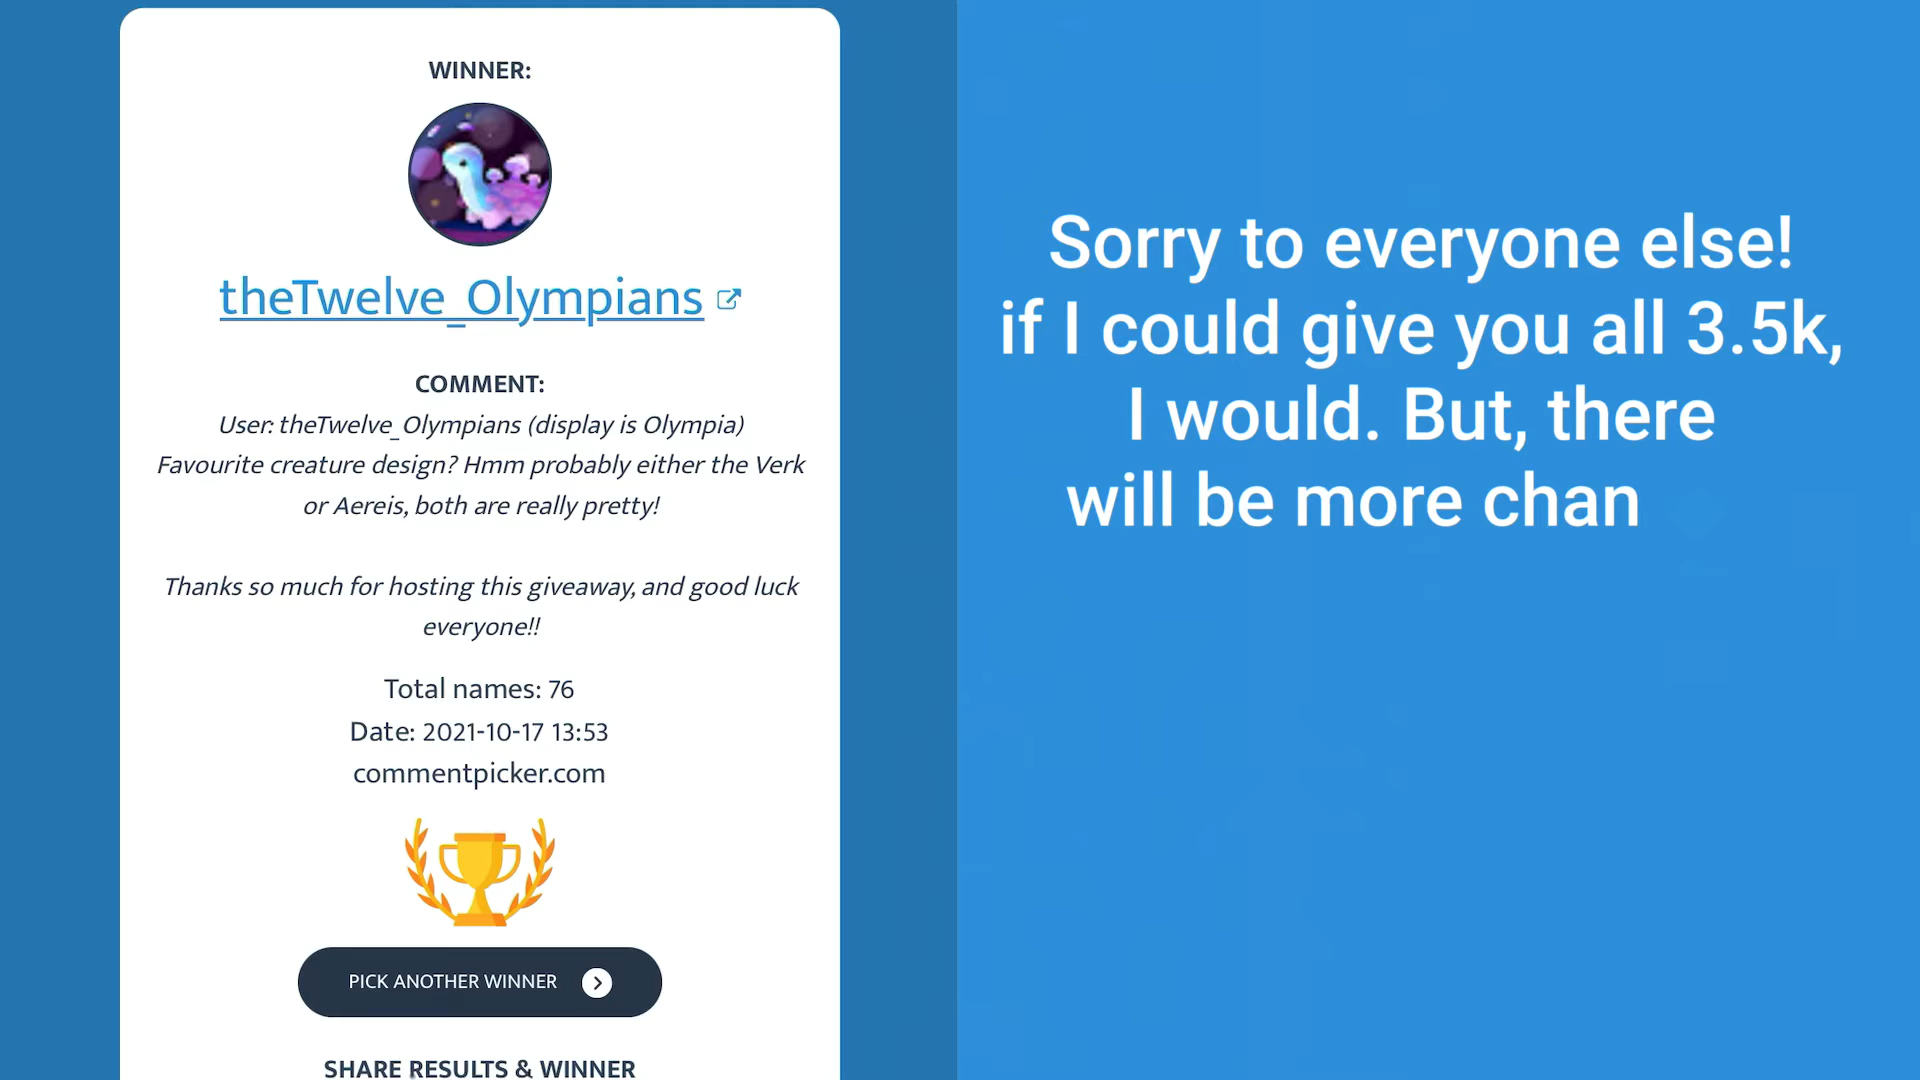 WINNER:
theTwelve_Olympians
COMMENT:
User: theTwelve_Olympians (display is Olympia)
Favourite creature design? Hmm probably either the Verk
or Aereis, both are really pretty!
Thanks so much for hosting this giveaway, and good luck
everyone!!
Total names: 76
Date: 2021-10-17 13:53
commentpicker.com
PICK ANOTHER WINNER
SHARE RESULTS & WINNER
Sorry to everyone else!
if I could give you all 3.5k,
I would. But, there
will be more chan